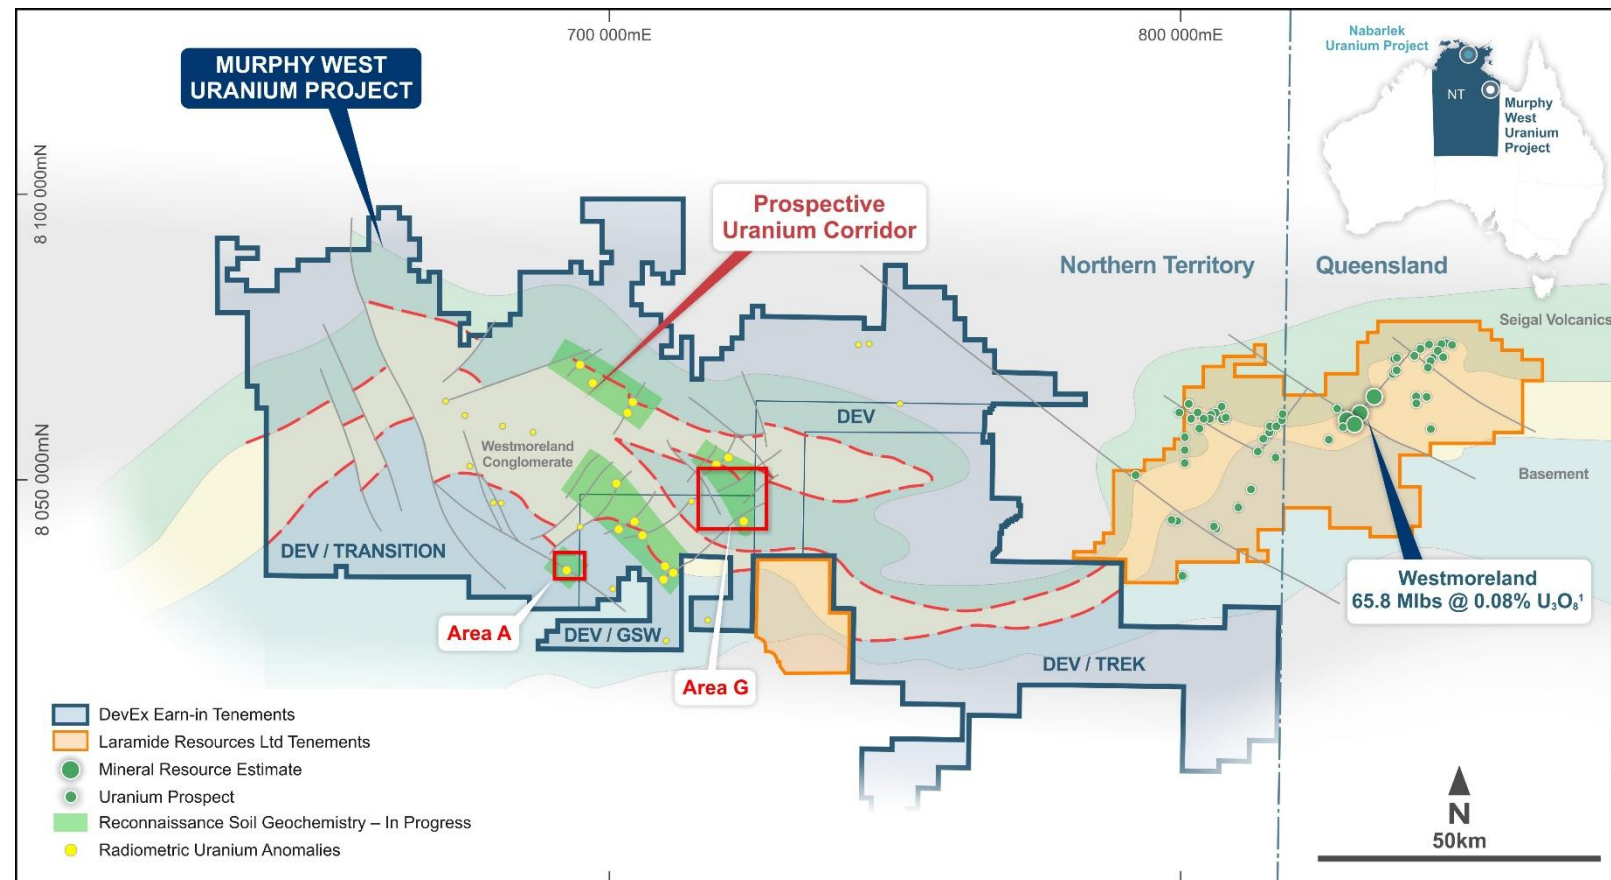 700 000mE
800 000mE
Nabarlek
Uranium Project
NT
Murphy
West
Uranium
Project
MURPHY WEST
URANIUM PROJECT
8 100 000mN
Prospective
Uranium Corridor
Northern Territory
Queensland
Seigal Volcanics
DEV
Westmoreland
Conglomerate
Basement
8 050 000mN
DEV / TRANSITION
Westmoreland
65.8 Mlbs @ 0.08% U₃O₈¹
Area A
DEV / GSW
DEV / TREK
Area G
DevEx Earn-in Tenements
Laramide Resources Ltd Tenements
Mineral Resource Estimate
Uranium Prospect
Reconnaissance Soil Geochemistry – In Progress
Radiometric Uranium Anomalies
N
50km